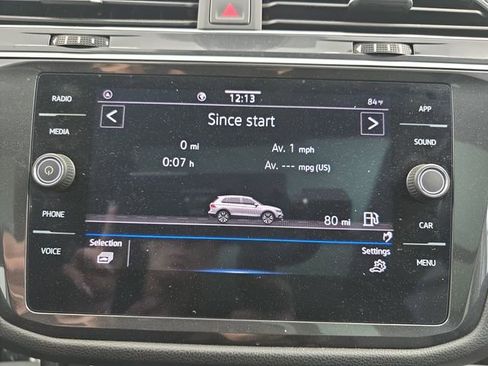 RADIO
MEDIA
PHONE
VOICE
12:13
84°F
Since start
0 mi
Av. 1 mph
0:07 h
Av. --- mpg (US)
80 mi
Selection
Settings
APP
SOUND
CAR
MENU